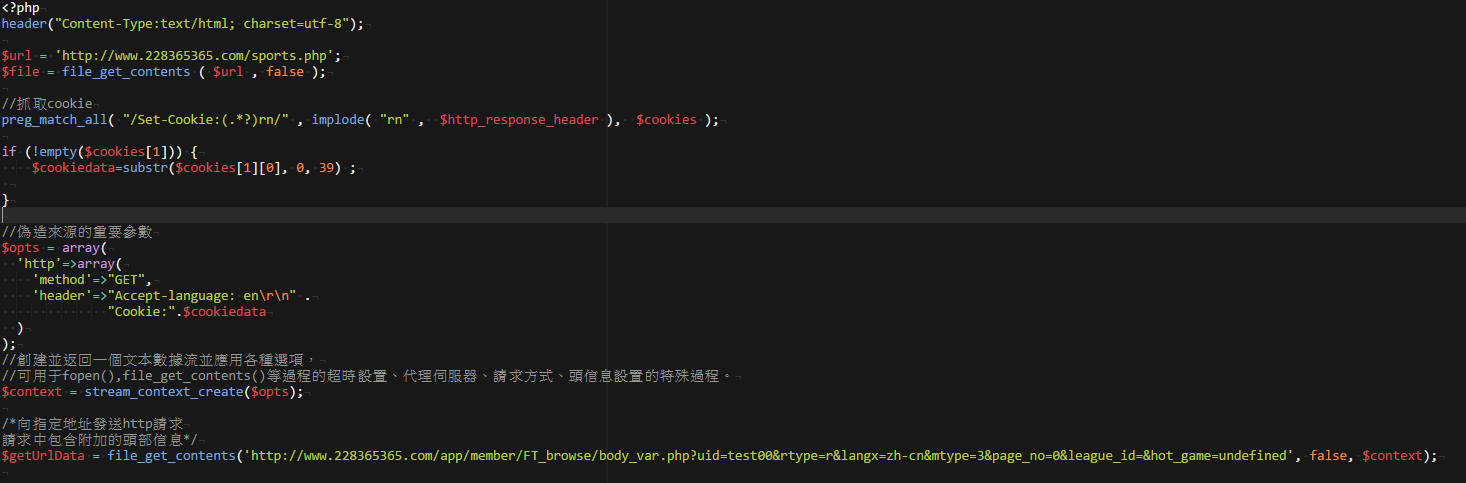 <?php
header("Content-Type:text/html; charset=utf-8");
$url = 'http://www.228365365.com/sports.php';
$file = file_get_contents ( $url , false );
//抓取cookie
preg_match_all( "/Set-Cookie:(.*?)rn/" , implode( "rn" ,  $http_response_header ),  $cookies );
if (!empty($cookies[1])) {
    $cookiedata=substr($cookies[1][0], 0, 39) ;
}
//偽造來源的重要參數
$opts = array(
  'http'=>array(
    'method'=>"GET",
    'header'=>"Accept-language: en\r\n" .
              "Cookie:".$cookiedata
  )
);
//創建並返回一個文本數據流並應用各種選項，
//可用于fopen(),file_get_contents()等過程的超時設置、代理伺服器、請求方式、頭信息設置的特殊過程。
$context = stream_context_create($opts);
/*向指定地址發送http請求
請求中包含附加的頭部信息*/
$getUrlData = file_get_contents('http://www.228365365.com/app/member/FT_browse/body_var.php?uid=test00&rtype=r&langx=zh-cn&mtype=3&page_no=0&league_id=&hot_game=undefined', false, $context);